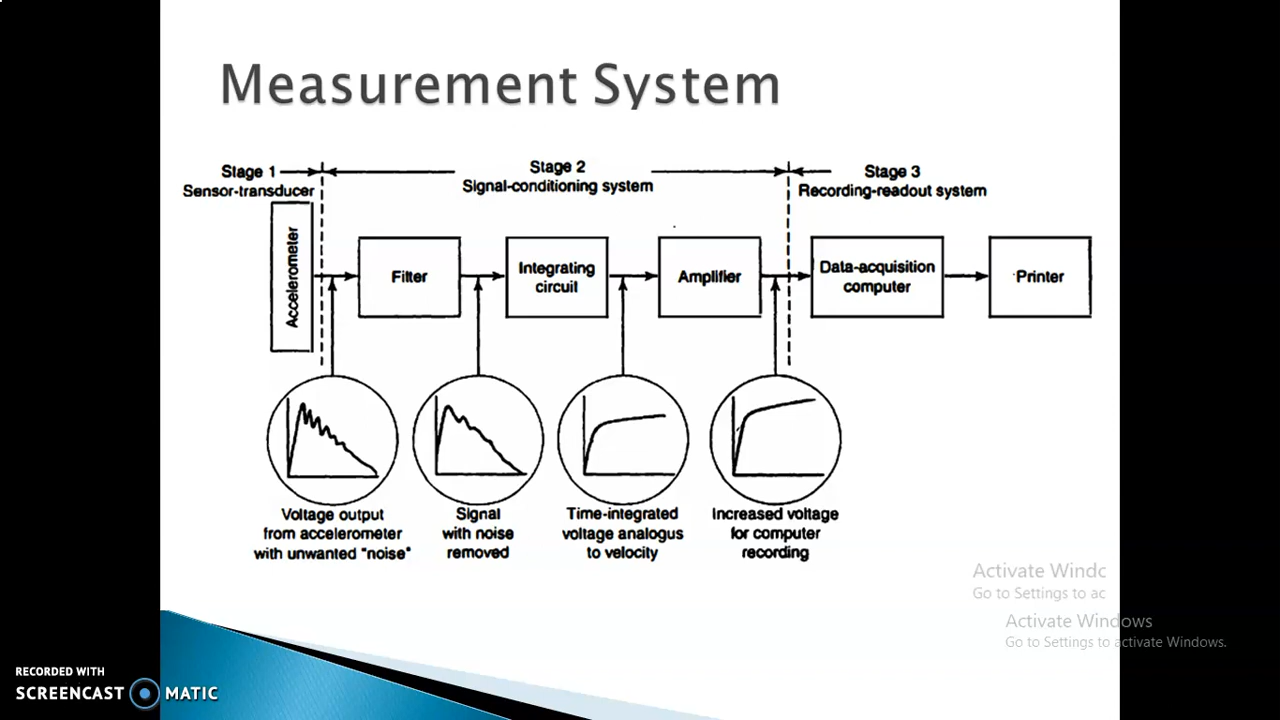 Measurement System
Stage 1
Sensor-transducer
Stage 2
Signal-conditioning system
Stage 3
Recording-readout system
Accelerometer
Filter
Integrating
circuit
Amplifier
Data-acquisition
computer
Printer
Voltage output
from accelerometer
with unwanted "noise"
Signal
with noise
removed
Time-integrated
voltage analogus
to velocity
Increased voltage
for computer
recording
Activate Windc
Go to Settings to ac
Activate Windows
Go to Settings to activate Windows.
RECORDED WITH
SCREENCAST MATIC